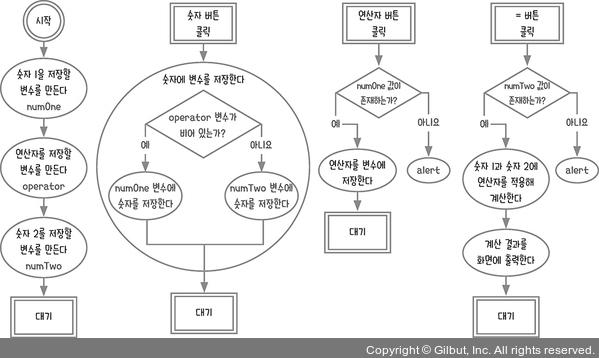 시작
숫자 1을 저장할
변수를 만든다
numOne
연산자를 저장할
변수를 만든다
operator
숫자 2를 저장할
변수를 만든다
numTwo
대기
숫자 버튼
클릭
숫자에 변수를 저장한다
operator 변수가
비어 있는가?
예
아니요
numOne 변수에
숫자를 저장한다
numTwo 변수에
숫자를 저장한다
대기
연산자 버튼
클릭
numOne 값이
존재하는가?
예
아니요
연산자를 변수에
저장한다
alert
대기
= 버튼
클릭
numTwo 값이
존재하는가?
예
아니요
숫자 1과 숫자 2에
연산자를 적용해
계산한다
alert
계산 결과를
화면에 출력한다
대기
Copyright © Gilbut, Inc. All rights reserved.